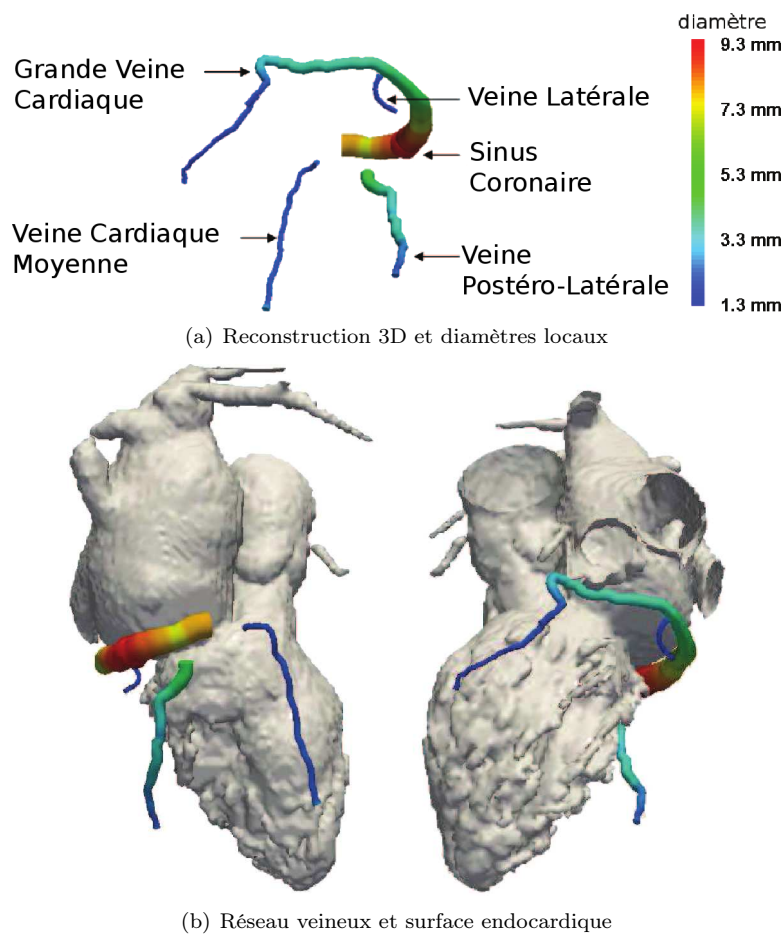 diamètre
9.3 mm
7.3 mm
5.3 mm
3.3 mm
1.3 mm
Grande Veine
Cardiaque
Veine Latérale
Sinus
Coronaire
Veine Cardiaque
Moyenne
Veine
Postéro-Latérale
(a) Reconstruction 3D et diamètres locaux
(b) Réseau veineux et surface endocardique